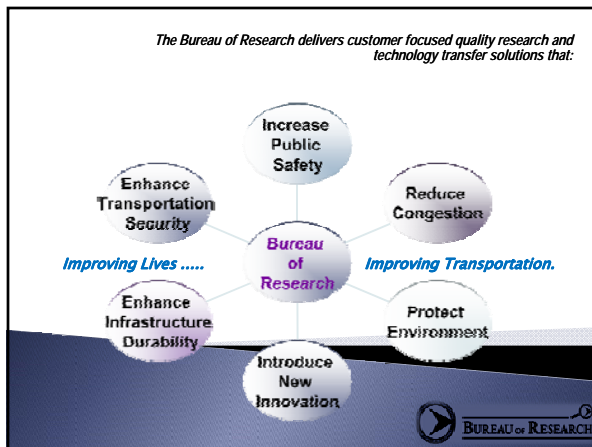 The Bureau of Research delivers customer focused quality research and
technology transfer solutions that:
Increase
Public
Safety
Enhance
Transportation
Security
Reduce
Congestion
Bureau
of
Research
Improving Lives .....
Improving Transportation.
Enhance
Infrastructure
Durability
Protect
Environment
Introduce
New
Innovation
BUREAU OF RESEARCH